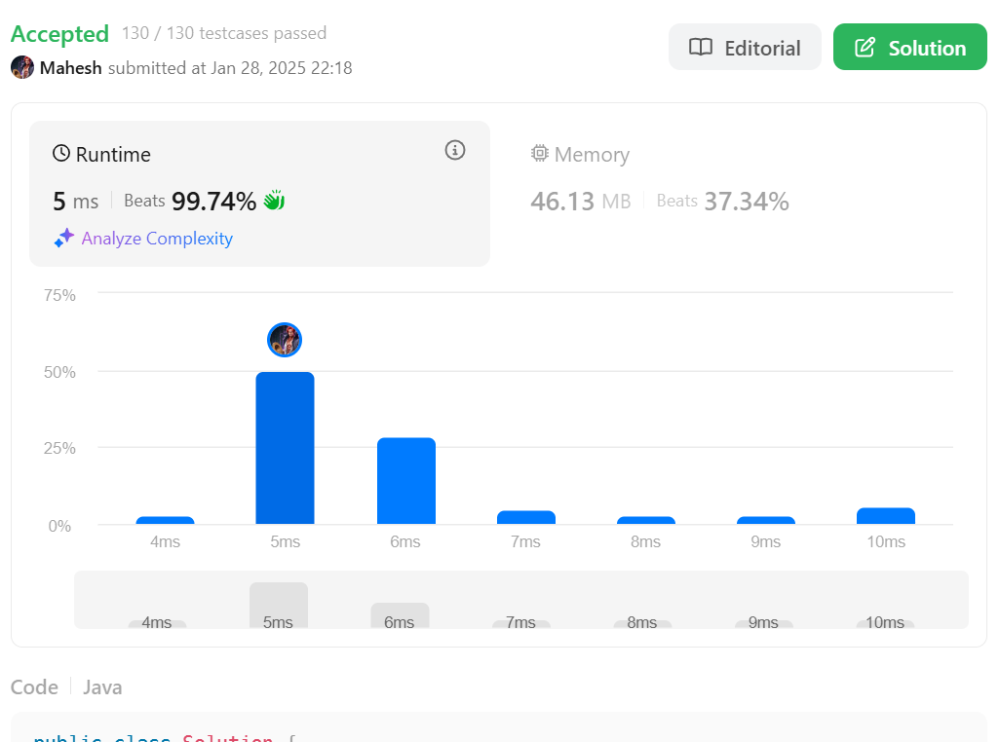 Accepted 130 / 130 testcases passed
Editorial
Solution
Mahesh submitted at Jan 28, 2025 22:18
Runtime
5 ms Beats 99.74%
Analyze Complexity
Memory
46.13 MB Beats 37.34%
75%
50%
25%
0%
4ms 5ms 6ms 7ms 8ms 9ms 10ms
4ms 5ms 6ms 7ms 8ms 9ms 10ms
Code Java
public class Solution {